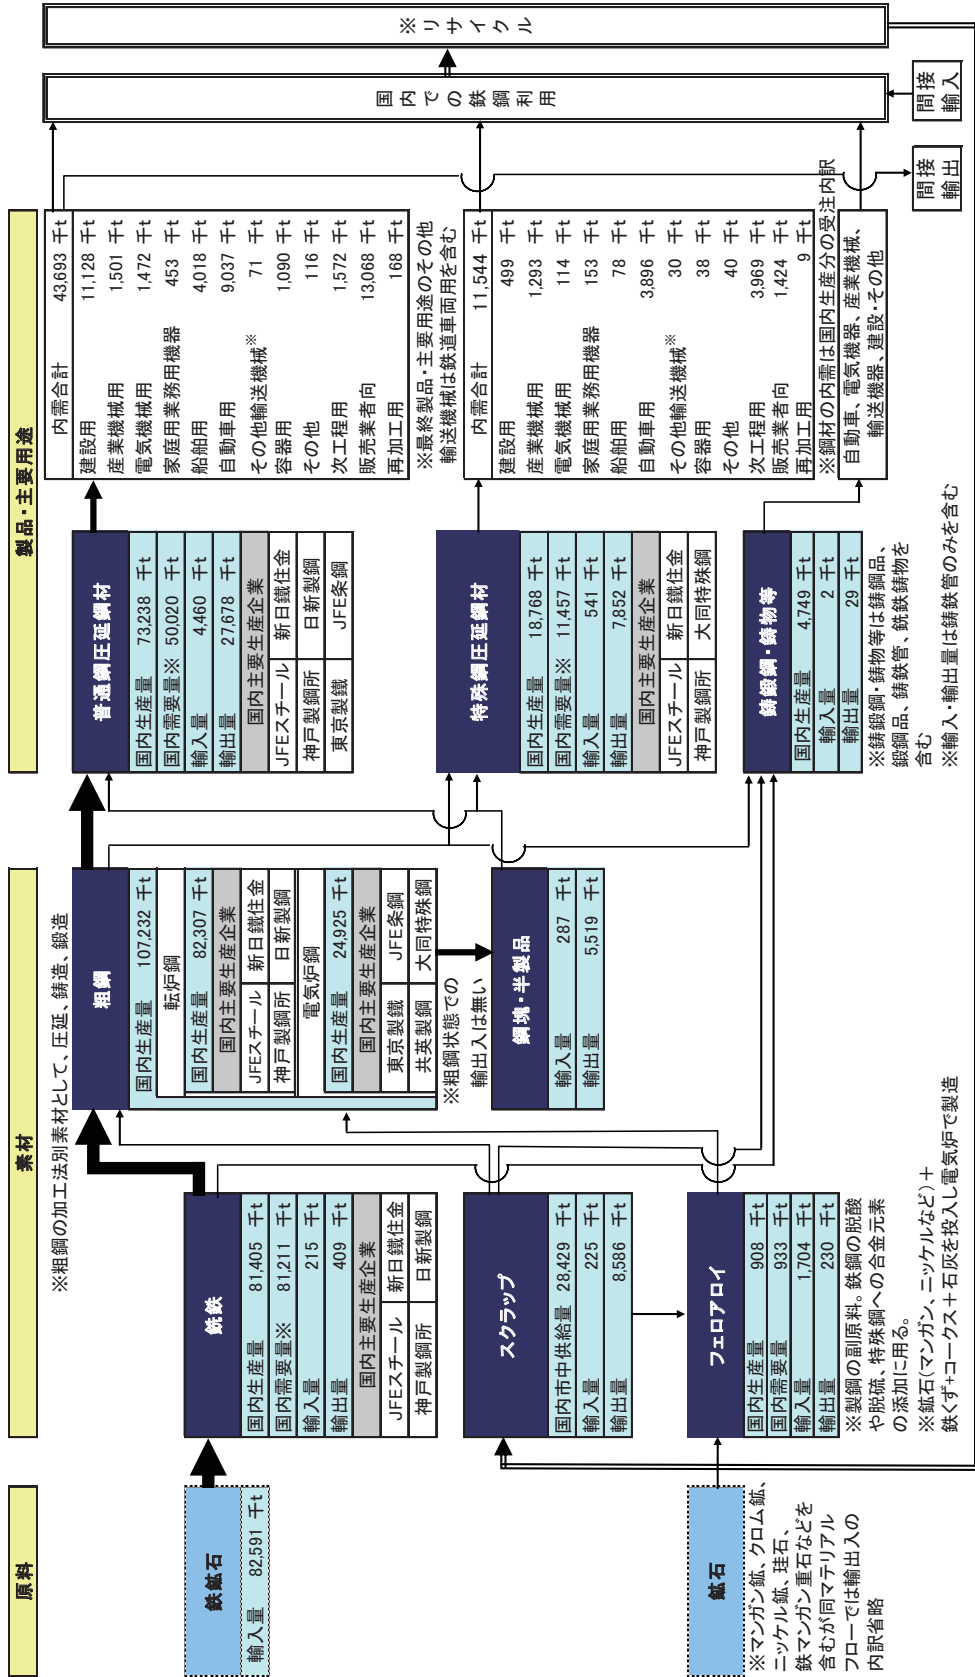 原料
素材
製品・主要用途
※粗鋼の加工法別素材として、圧延、鋳造、鍛造
鉄鉱石
輸入量 82,591 千t
鉱石
※マンガン鉱、クロム鉱、
ニッケル鉱、珪石、
鉄マンガン重石などを
含むが同マテリアル
フローでは輸出入の
内訳省略
銑鉄
国内生産量 81,405 千t
国内需要量※ 81,211 千t
輸入量 215 千t
輸出量 409 千t
国内主要生産企業
JFEスチール 新日鐵住金
神戸製鋼所 日新製鋼
スクラップ
国内市中供給量 28,429 千t
輸入量 225 千t
輸出量 8,586 千t
フェロアロイ
国内生産量 908 千t
国内需要量 933 千t
輸入量 1,704 千t
輸出量 230 千t
※製鋼の副原料。鉄鋼の脱酸
や脱硫、特殊鋼への合金元素
の添加に用る。
※鉱石(マンガン、ニッケルなど)+
鉄くず+コークス+石灰を投入し電気炉で製造
粗鋼
国内生産量 107,232 千t
転炉鋼
国内生産量 82,307 千t
国内主要生産企業
JFEスチール 新日鐵住金
神戸製鋼所 日新製鋼
電気炉鋼
国内生産量 24,925 千t
国内主要生産企業
東京製鐵 JFE条鋼
共英製鋼 大同特殊鋼
※粗鋼状態での
輸出入は無い
鋼塊・半製品
輸入量 287 千t
輸出量 5,519 千t
普通鋼圧延鋼材
国内生産量 73,238 千t
国内需要量※ 50,020 千t
輸入量 4,460 千t
輸出量 27,678 千t
国内主要生産企業
JFEスチール 新日鐵住金
神戸製鋼所 日新製鋼
東京製鐵 JFE条鋼
特殊鋼圧延鋼材
国内生産量 18,768 千t
国内需要量※ 11,457 千t
輸入量 541 千t
輸出量 7,852 千t
国内主要生産企業
JFEスチール 新日鐵住金
神戸製鋼所 大同特殊鋼
鋳鍛鋼・鋳物等
国内生産量 4,749 千t
輸入量 2 千t
輸出量 29 千t
※鋳鍛鋼・鋳物等は鋳鋼品、
鍛鋼品、鋳鉄管、銑鉄鋳物を
含む
※輸入・輸出量は鋳鉄管のみを含む
内需合計 43,693 千t
建設用 11,128 千t
産業機械用 1,501 千t
電気機械用 1,472 千t
家庭用業務用機器 453 千t
船舶用 4,018 千t
自動車用 9,037 千t
その他輸送機械※ 71 千t
容器用 1,090 千t
その他 116 千t
次工程用 1,572 千t
販売業者向 13,068 千t
再加工用 168 千t
※最終製品・主要用途のその他
輸送機械は鉄道車両用を含む
内需合計 11,544 千t
建設用 499 千t
産業機械用 1,293 千t
電気機械用 114 千t
家庭用業務用機器 153 千t
船舶用 78 千t
自動車用 3,896 千t
その他輸送機械※ 30 千t
容器用 38 千t
その他 40 千t
次工程用 3,969 千t
販売業者向 1,424 千t
再加工用 9 千t
※鋼材の内需は国内生産分の受注内訳
自動車、電気機器、産業機械、
輸送機器、建設・その他
間接
輸出
間接
輸入
国内での鉄鋼利用
※リサイクル